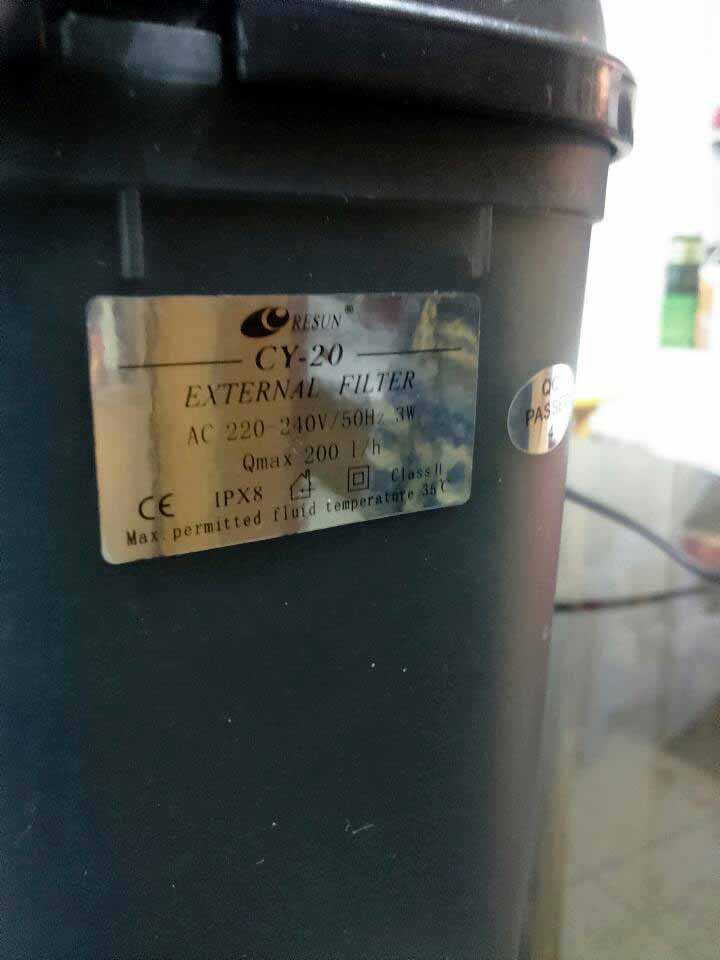 RESUN®
CY-20
EXTERNAL FILTER
AC 220-240V/50Hz 3W
Qmax 200 l/h
CE IPX8 Class II
Max. permitted fluid temperature 35℃
QC
PASSED